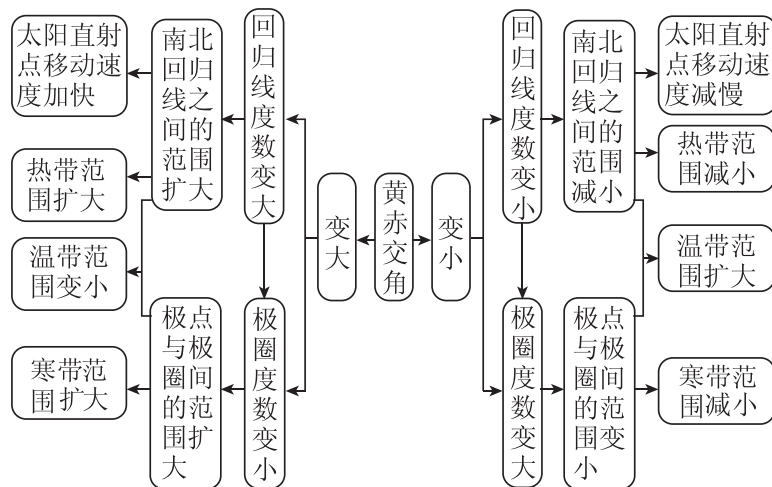 太阳直射
点移动速
度加快
热带范
围扩大
温带范
围变小
寒带范
围扩大
南北
回归
线之
间的
范围
扩大
极点
与极
圈间
的范
围扩
大
回归线度数变大
极圈度数变小
变大
黄赤交角
变小
回归线度数变小
极圈度数变大
南北
回归
线之
间的
范围
减小
极点
与极
圈间
的范
围变
小
太阳直射
点移动速
度减慢
热带范
围减小
温带范
围扩大
寒带范
围减小